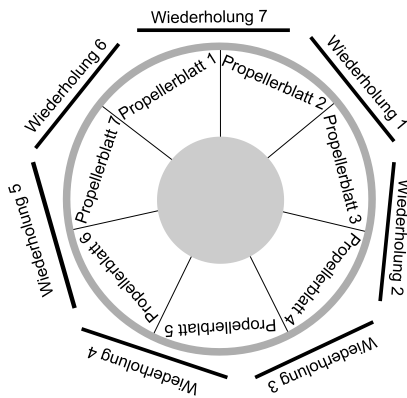 Wiederholung 7
Wiederholung 1
Wiederholung 2
Wiederholung 3
Wiederholung 4
Wiederholung 5
Wiederholung 6
Propellerblatt 1
Propellerblatt 2
Propellerblatt 3
Propellerblatt 4
Propellerblatt 5
Propellerblatt 6
Propellerblatt 7